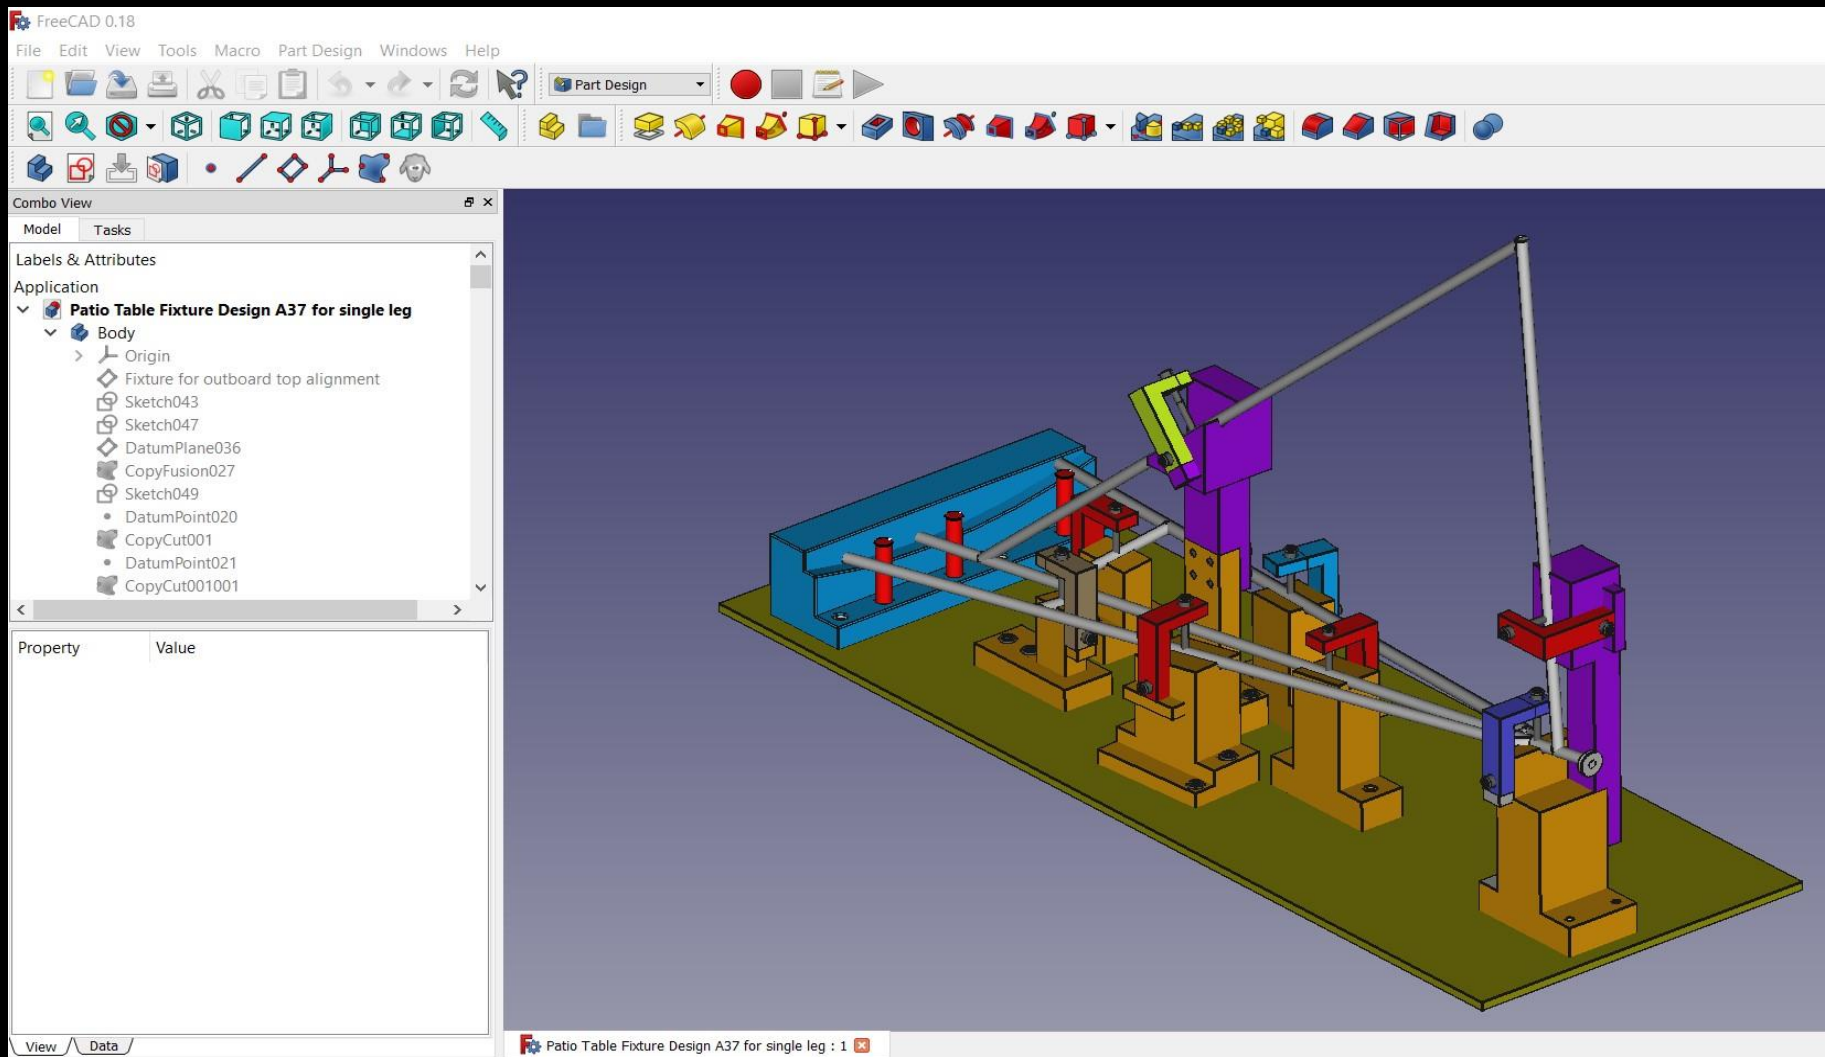 FreeCAD 0.18
File Edit View Tools Macro Part Design Windows Help
Part Design
Combo View
Model Tasks
Labels & Attributes
Application
Patio Table Fixture Design A37 for single leg
Body
Origin
Fixture for outboard top alignment
Sketch043
Sketch047
DatumPlane036
CopyFusion027
Sketch049
DatumPoint020
CopyCut001
DatumPoint021
CopyCut001001
Property Value
View Data
Patio Table Fixture Design A37 for single leg : 1